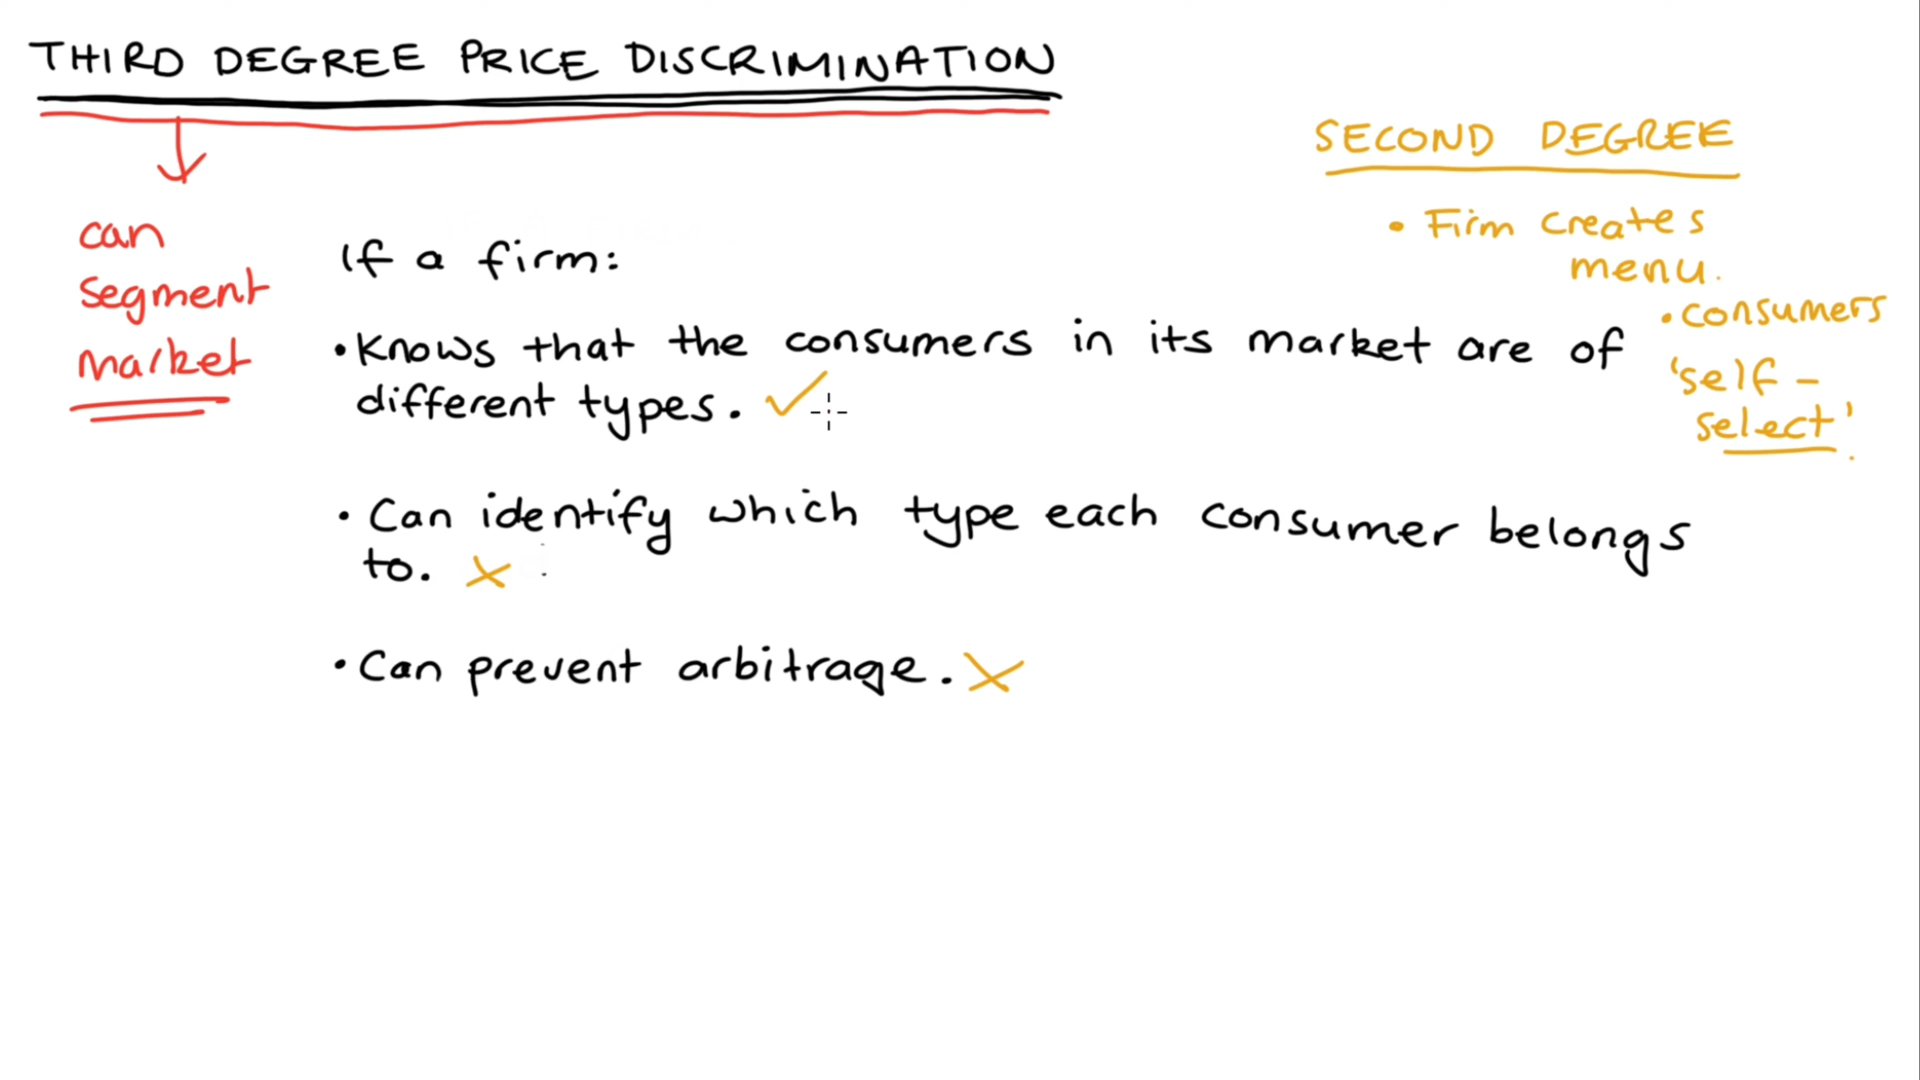 THIRD DEGREE PRICE DISCRIMINATION
can
segment
market
If a firm:
• Knows that the consumers in its market are of
different types. ✓
• Can identify which type each consumer belongs
to. X
• Can prevent arbitrage. X
SECOND DEGREE
• Firm creates
menu.
• consumers
'self-
select'.